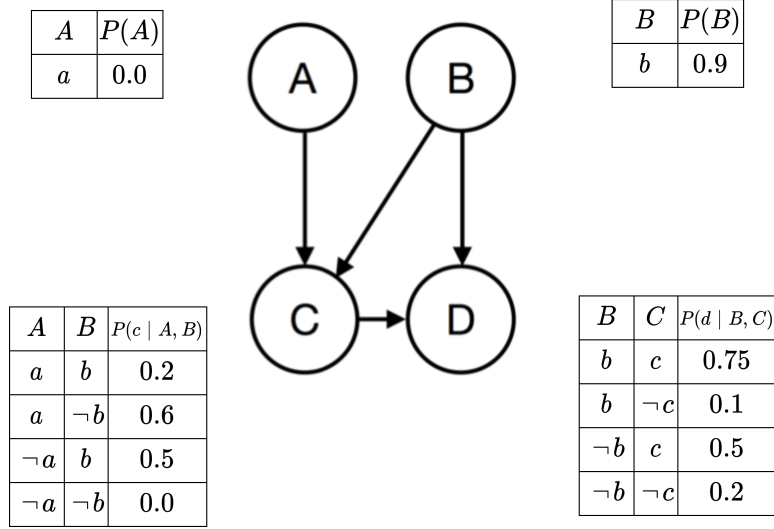 A P(A)
a 0.0
A
B
B P(B)
b 0.9
C
D
A B P(c | A, B)
a b 0.2
a ¬b 0.6
¬a b 0.5
¬a ¬b 0.0
B C P(d | B, C)
b c 0.75
b ¬c 0.1
¬b c 0.5
¬b ¬c 0.2